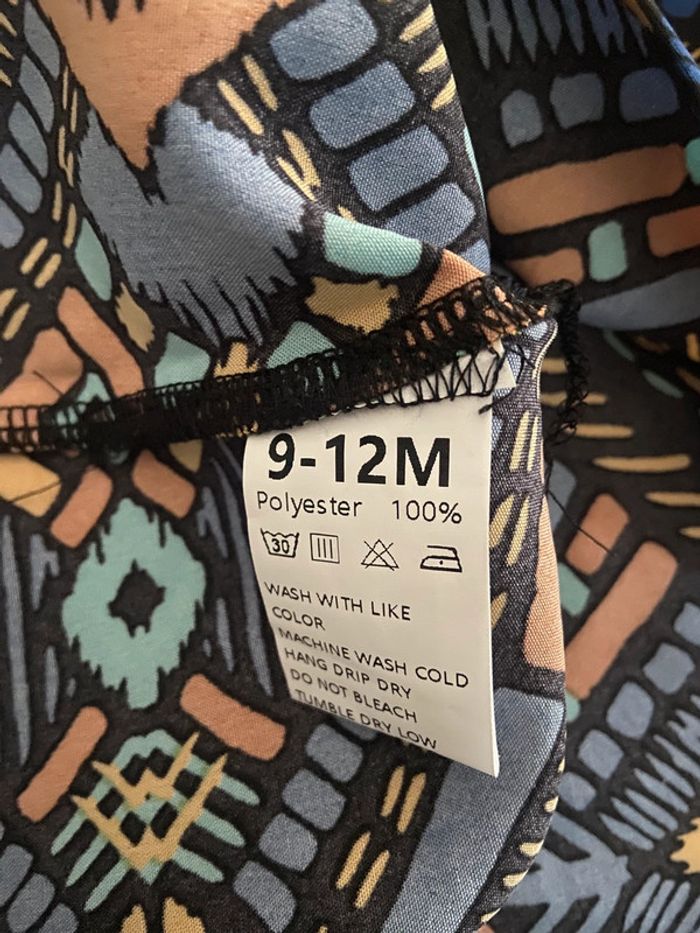 9-12M
Polyester 100%
30
WASH WITH LIKE
COLOR
MACHINE WASH COLD
HANG DRIP DRY
DO NOT BLEACH
TUMBLE DRY LOW